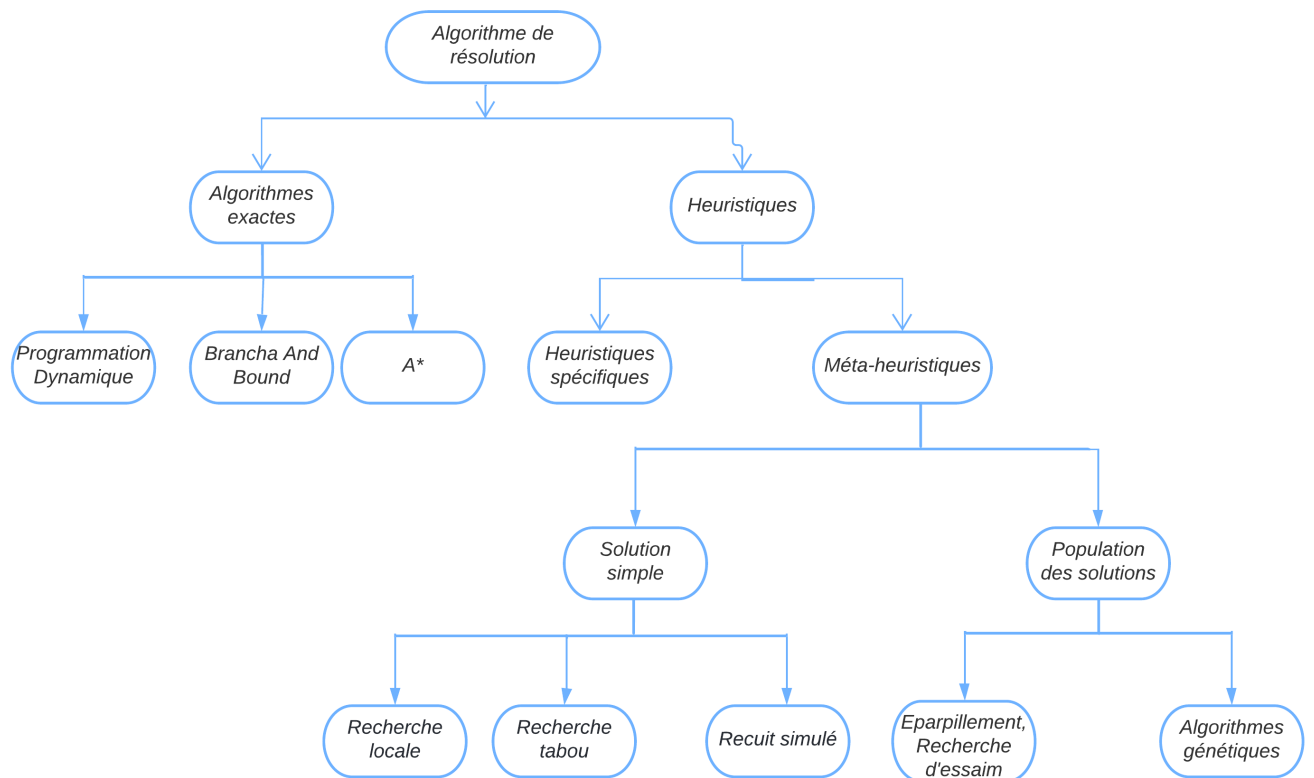 Algorithme de
résolution
Algorithmes
exactes
Heuristiques
Programmation
Dynamique
Brancha And
Bound
A*
Heuristiques
spécifiques
Méta-heuristiques
Solution
simple
Population
des solutions
Recherche
locale
Recherche
tabou
Recuit simulé
Eparpillement,
Recherche
d'essaim
Algorithmes
génétiques